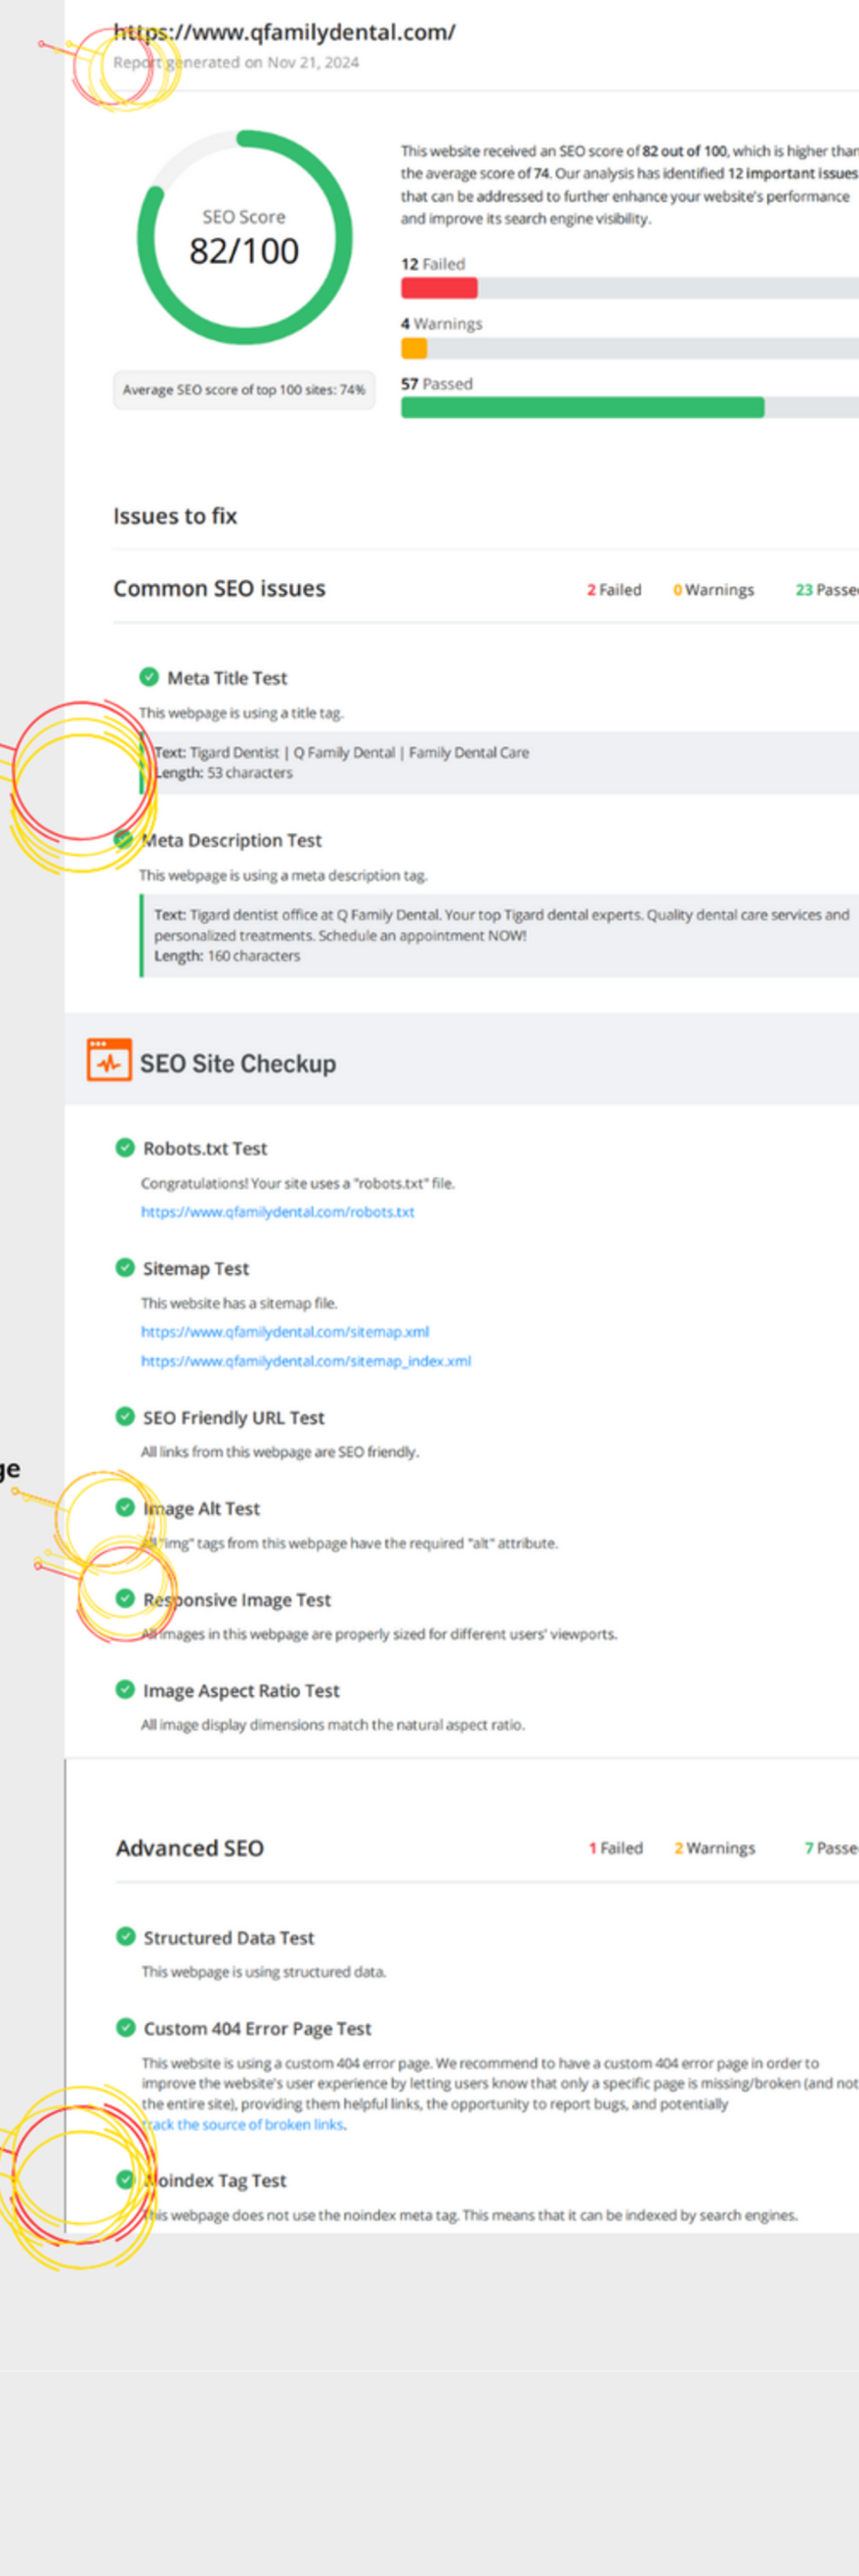 https://www.qfamilydental.com/
Report generated on Nov 21, 2024
This website received an SEO score of 82 out of 100, which is higher than
the average score of 74. Our analysis has identified 12 important issues
that can be addressed to further enhance your website's performance
and improve its search engine visibility.
SEO Score
82/100
12 Failed
4 Warnings
57 Passed
Average SEO score of top 100 sites: 74%
Issues to fix
Common SEO issues 2 Failed 0 Warnings 23 Passe
Meta Title Test
This webpage is using a title tag.
Text: Tigard Dentist | Q Family Dental | Family Dental Care
Length: 53 characters
Meta Description Test
This webpage is using a meta description tag.
Text: Tigard dentist office at Q Family Dental. Your top Tigard dental experts. Quality dental care services and
personalized treatments. Schedule an appointment NOW!
Length: 160 characters
SEO Site Checkup
Robots.txt Test
Congratulations! Your site uses a "robots.txt" file.
https://www.qfamilydental.com/robots.txt
Sitemap Test
This website has a sitemap file.
https://www.qfamilydental.com/sitemap.xml
https://www.qfamilydental.com/sitemap_index.xml
SEO Friendly URL Test
All links from this webpage are SEO friendly.
ge
Image Alt Test
All "img" tags from this webpage have the required "alt" attribute.
Responsive Image Test
All images in this webpage are properly sized for different users' viewports.
Image Aspect Ratio Test
All image display dimensions match the natural aspect ratio.
Advanced SEO 1 Failed 2 Warnings 7 Passe
Structured Data Test
This webpage is using structured data.
Custom 404 Error Page Test
This website is using a custom 404 error page. We recommend to have a custom 404 error page in order to
improve the website's user experience by letting users know that only a specific page is missing/broken (and not
the entire site), providing them helpful links, the opportunity to report bugs, and potentially
track the source of broken links.
Noindex Tag Test
This webpage does not use the noindex meta tag. This means that it can be indexed by search engines.